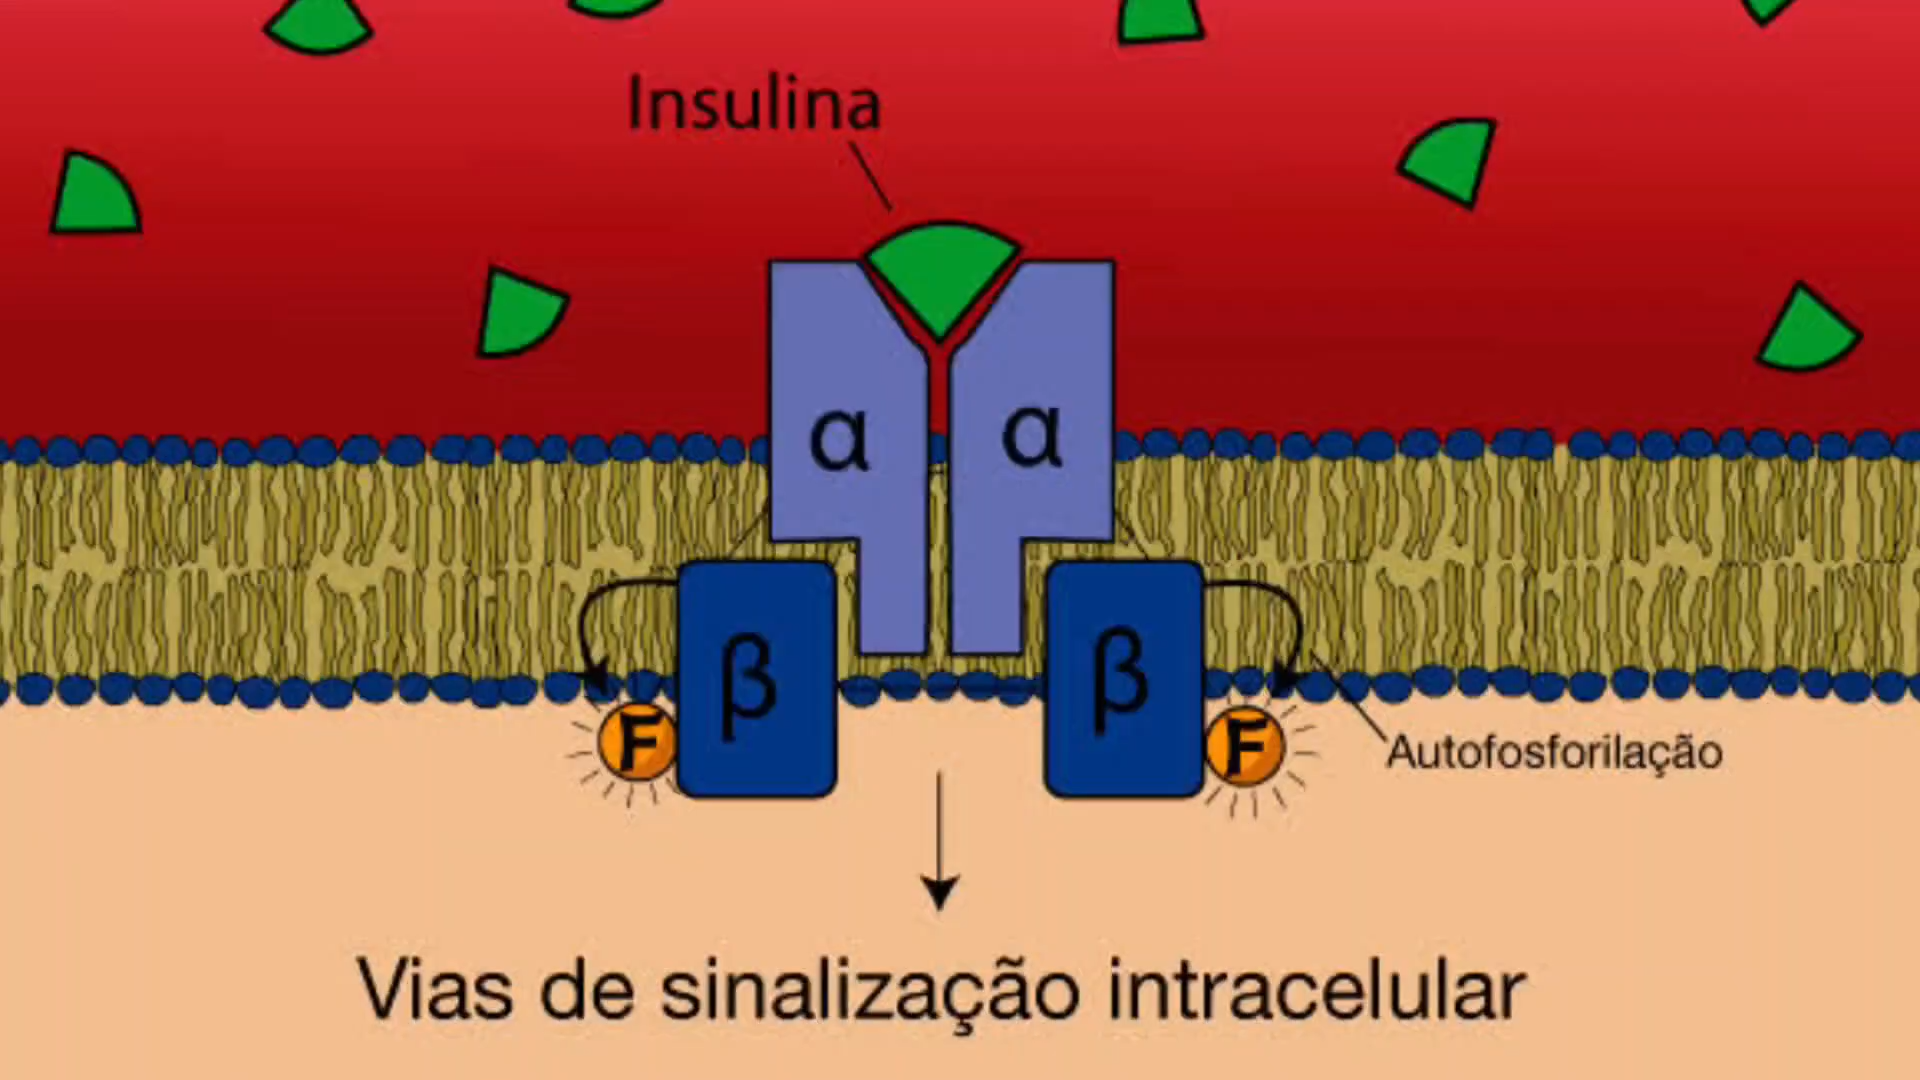 Insulina
α α
β β
F F
Autofosforilação
Vias de sinalização intracelular